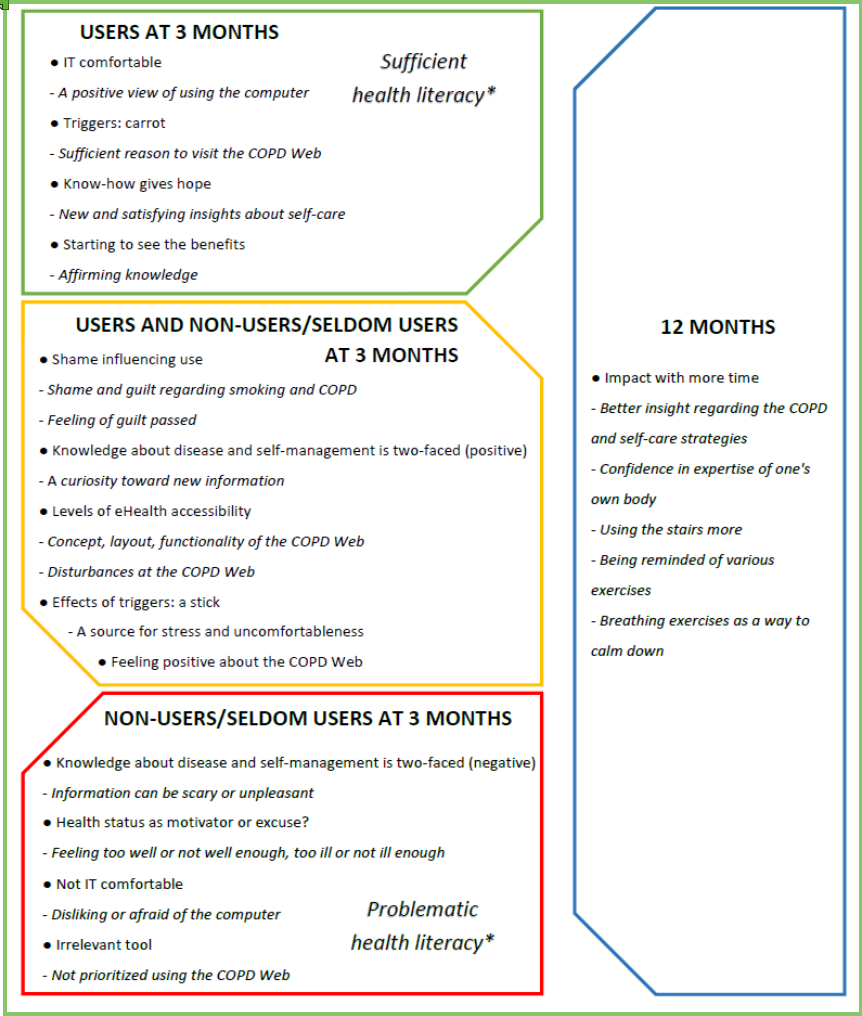 USERS AT 3 MONTHS
● IT comfortable
- A positive view of using the computer
● Triggers: carrot
- Sufficient reason to visit the COPD Web
● Know-how gives hope
- New and satisfying insights about self-care
● Starting to see the benefits
- Affirming knowledge
Sufficient
health literacy*
USERS AND NON-USERS/SELDOM USERS
AT 3 MONTHS
● Shame influencing use
- Shame and guilt regarding smoking and COPD
- Feeling of guilt passed
● Knowledge about disease and self-management is two-faced (positive)
- A curiosity toward new information
● Levels of eHealth accessibility
- Concept, layout, functionality of the COPD Web
- Disturbances at the COPD Web
● Effects of triggers: a stick
- A source for stress and uncomfortableness
● Feeling positive about the COPD Web
NON-USERS/SELDOM USERS AT 3 MONTHS
● Knowledge about disease and self-management is two-faced (negative)
- Information can be scary or unpleasant
● Health status as motivator or excuse?
- Feeling too well or not well enough, too ill or not ill enough
● Not IT comfortable
- Disliking or afraid of the computer
● Irrelevant tool
- Not prioritized using the COPD Web
Problematic
health literacy*
12 MONTHS
● Impact with more time
- Better insight regarding the COPD
and self-care strategies
- Confidence in expertise of one's
own body
- Using the stairs more
- Being reminded of various
exercises
- Breathing exercises as a way to
calm down